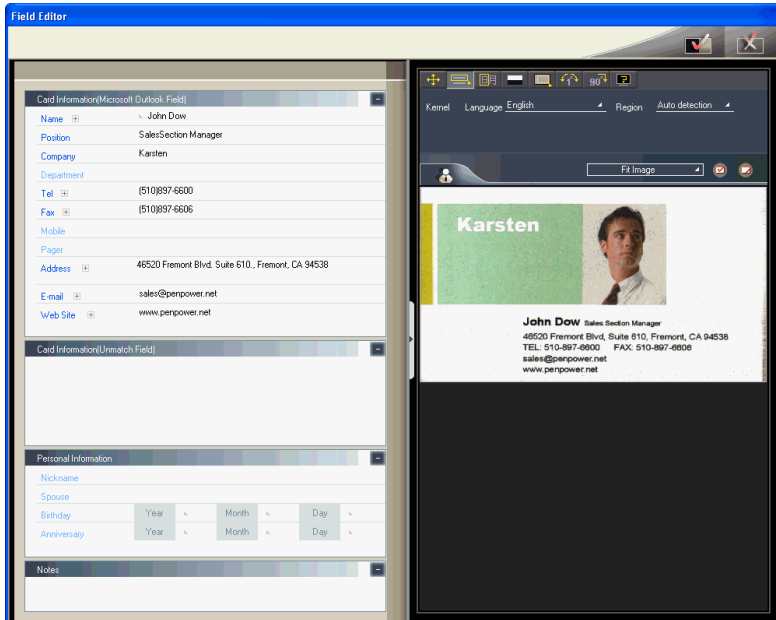 Field Editor
Card Information(Microsoft Outlook Field)
Name John Dow
Position SalesSection Manager
Company Karsten
Department
Tel (510)897-6600
Fax (510)897-6606
Mobile
Pager
Address 46520 Fremont Blvd. Suite 610., Fremont, CA 94538
E-mail sales@penpower.net
Web Site www.penpower.net
Card Information(Unmatch Field)
Personal Information
Nickname
Spouse
Birthday Year Month Day
Anniversary Year Month Day
Notes
90°
Kernel Language English Region Auto detection
Fit Image
Karsten
John Dow Sales Section Manager
46520 Fremont Blvd, Suite 610, Fremont, CA 94538
TEL: 510-897-6600 FAX: 510-897-6606
sales@penpower.net
www.penpower.net